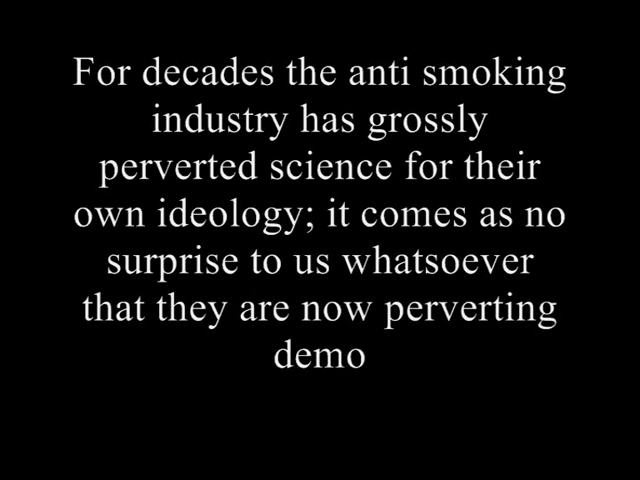 For decades the anti smoking
industry has grossly
perverted science for their
own ideology; it comes as no
surprise to us whatsoever
that they are now perverting
demo